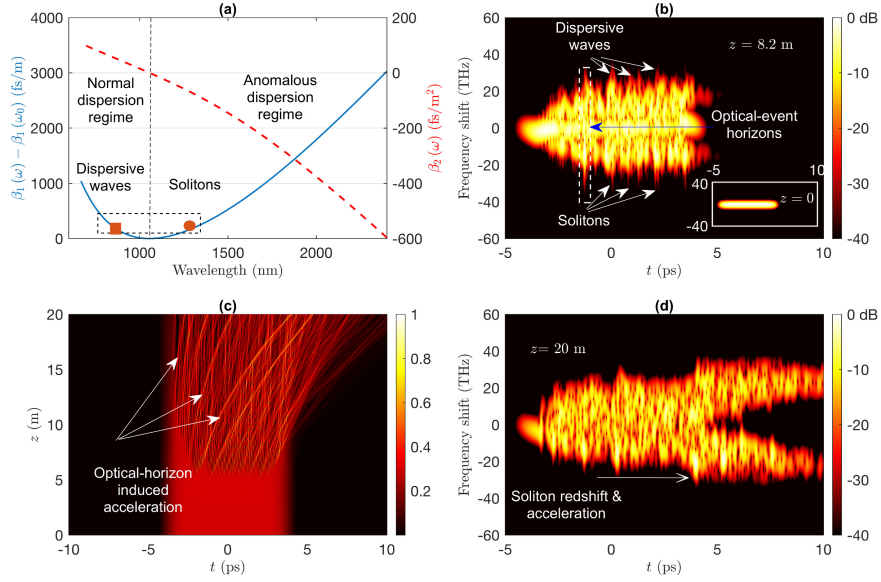 (a)
4000
3000
2000
1000
0
β₁(ω) − β₁(ω₀) (fs/m)
Normal
dispersion
regime
Anomalous
dispersion
regime
Dispersive
waves
Solitons
1000
1500
2000
Wavelength (nm)
200
0
-200
-400
-600
β₂(ω) (fs/m²)
(b)
60
40
20
0
-20
-40
-60
Frequency shift (THz)
Dispersive
waves
z = 8.2 m
Optical-event
horizons
-5
10
40
-40
z = 0
Solitons
-5
0
5
10
t (ps)
0 dB
-10
-20
-30
-40
(c)
20
15
10
5
0
z (m)
Optical-horizon
induced
acceleration
-10
-5
0
5
10
t (ps)
1
0.8
0.6
0.4
0.2
(d)
60
40
20
0
-20
-40
-60
Frequency shift (THz)
z= 20 m
Soliton redshift &
acceleration
-5
0
5
10
t (ps)
0 dB
-10
-20
-30
-40